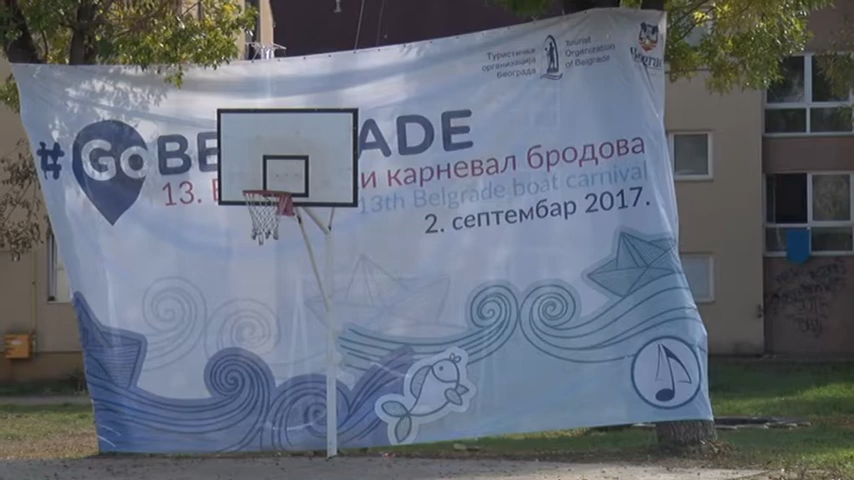 Туристичка
организација
Београда
Tourist
Organization
of Belgrade
#GOBE ADE
13. и карневал бродова
13th Belgrade boat carnival
2. септембар 2017.